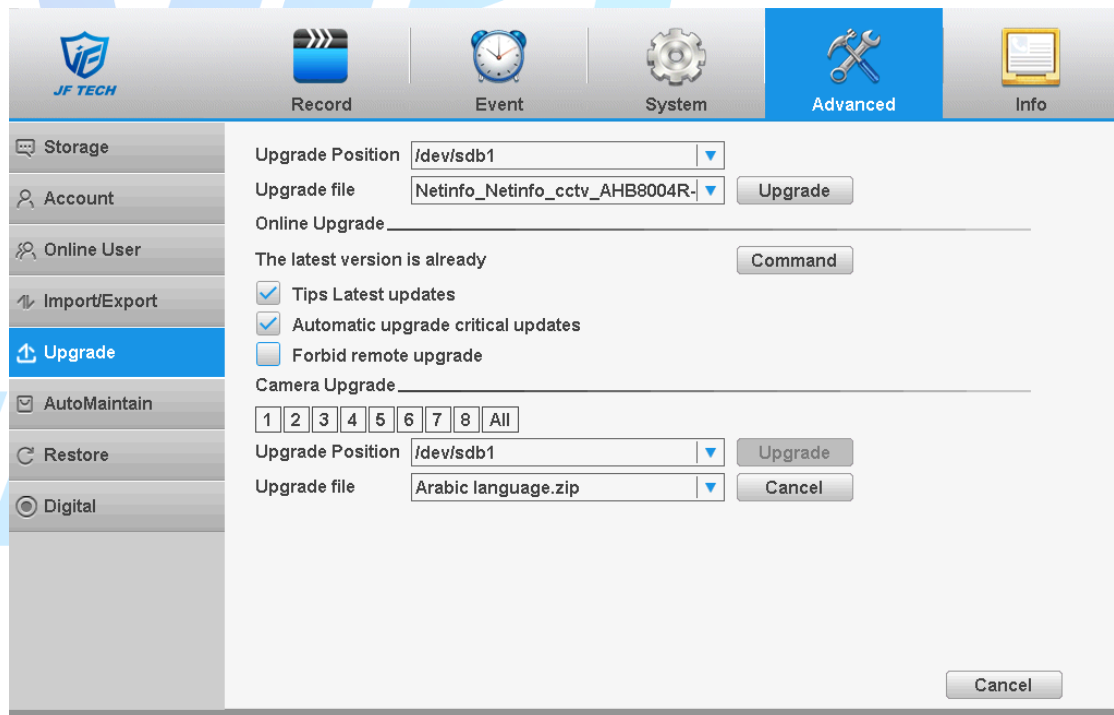 JF TECH
Record Event System Advanced Info
Storage
Account
Online User
Import/Export
Upgrade
AutoMaintain
Restore
Digital
Upgrade Position /dev/sdb1
Upgrade file Netinfo_Netinfo_cctv_AHB8004R- Upgrade
Online Upgrade
The latest version is already Command
Tips Latest updates
Automatic upgrade critical updates
Forbid remote upgrade
Camera Upgrade
1 2 3 4 5 6 7 8 All
Upgrade Position /dev/sdb1 Upgrade
Upgrade file Arabic language.zip Cancel
Cancel